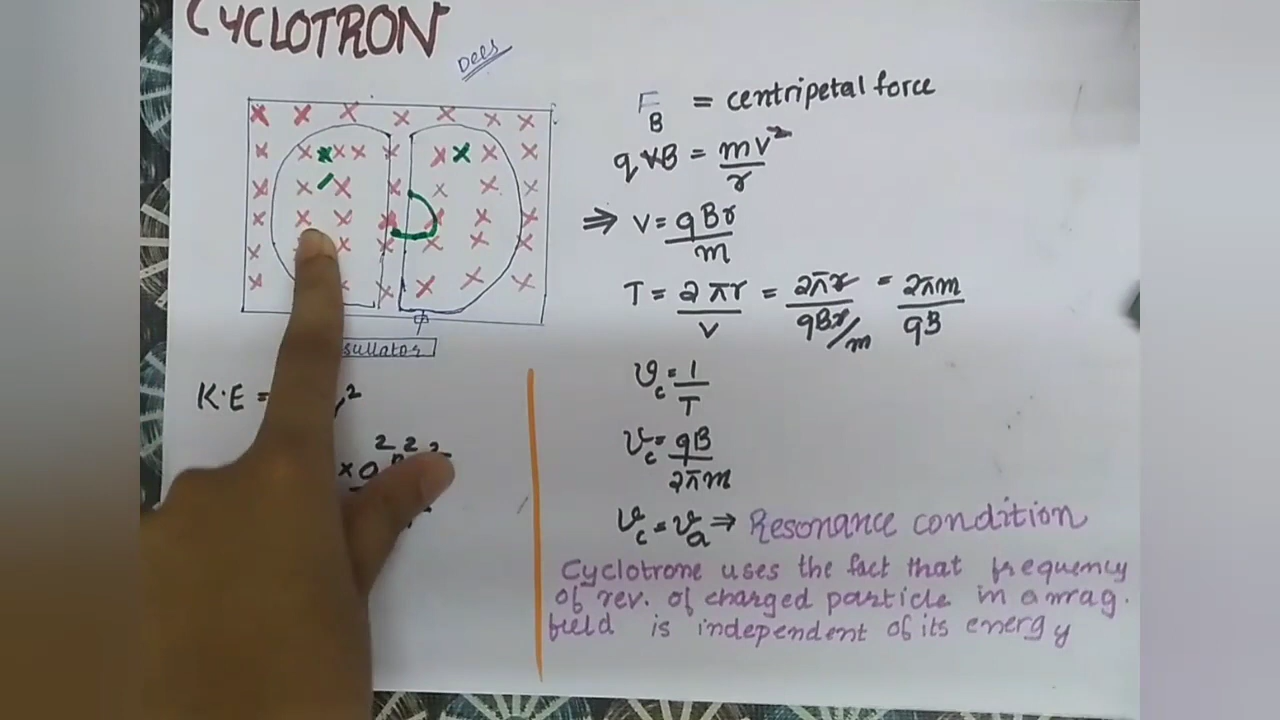 CYCLOTRON
Dees
F_B = centripetal force
qVB = mv²/r
⇒ V = qBr/m
T = 2πr/V = 2πr/qBr/m = 2πm/qB
ν_c = 1/T
ν_c = qB/2πm
ν_c = ν_a ⇒ Resonance condition
Cyclotrone uses the fact that frequency
of rev. of charged particle in a mag.
field is independent of its energy
K.E =